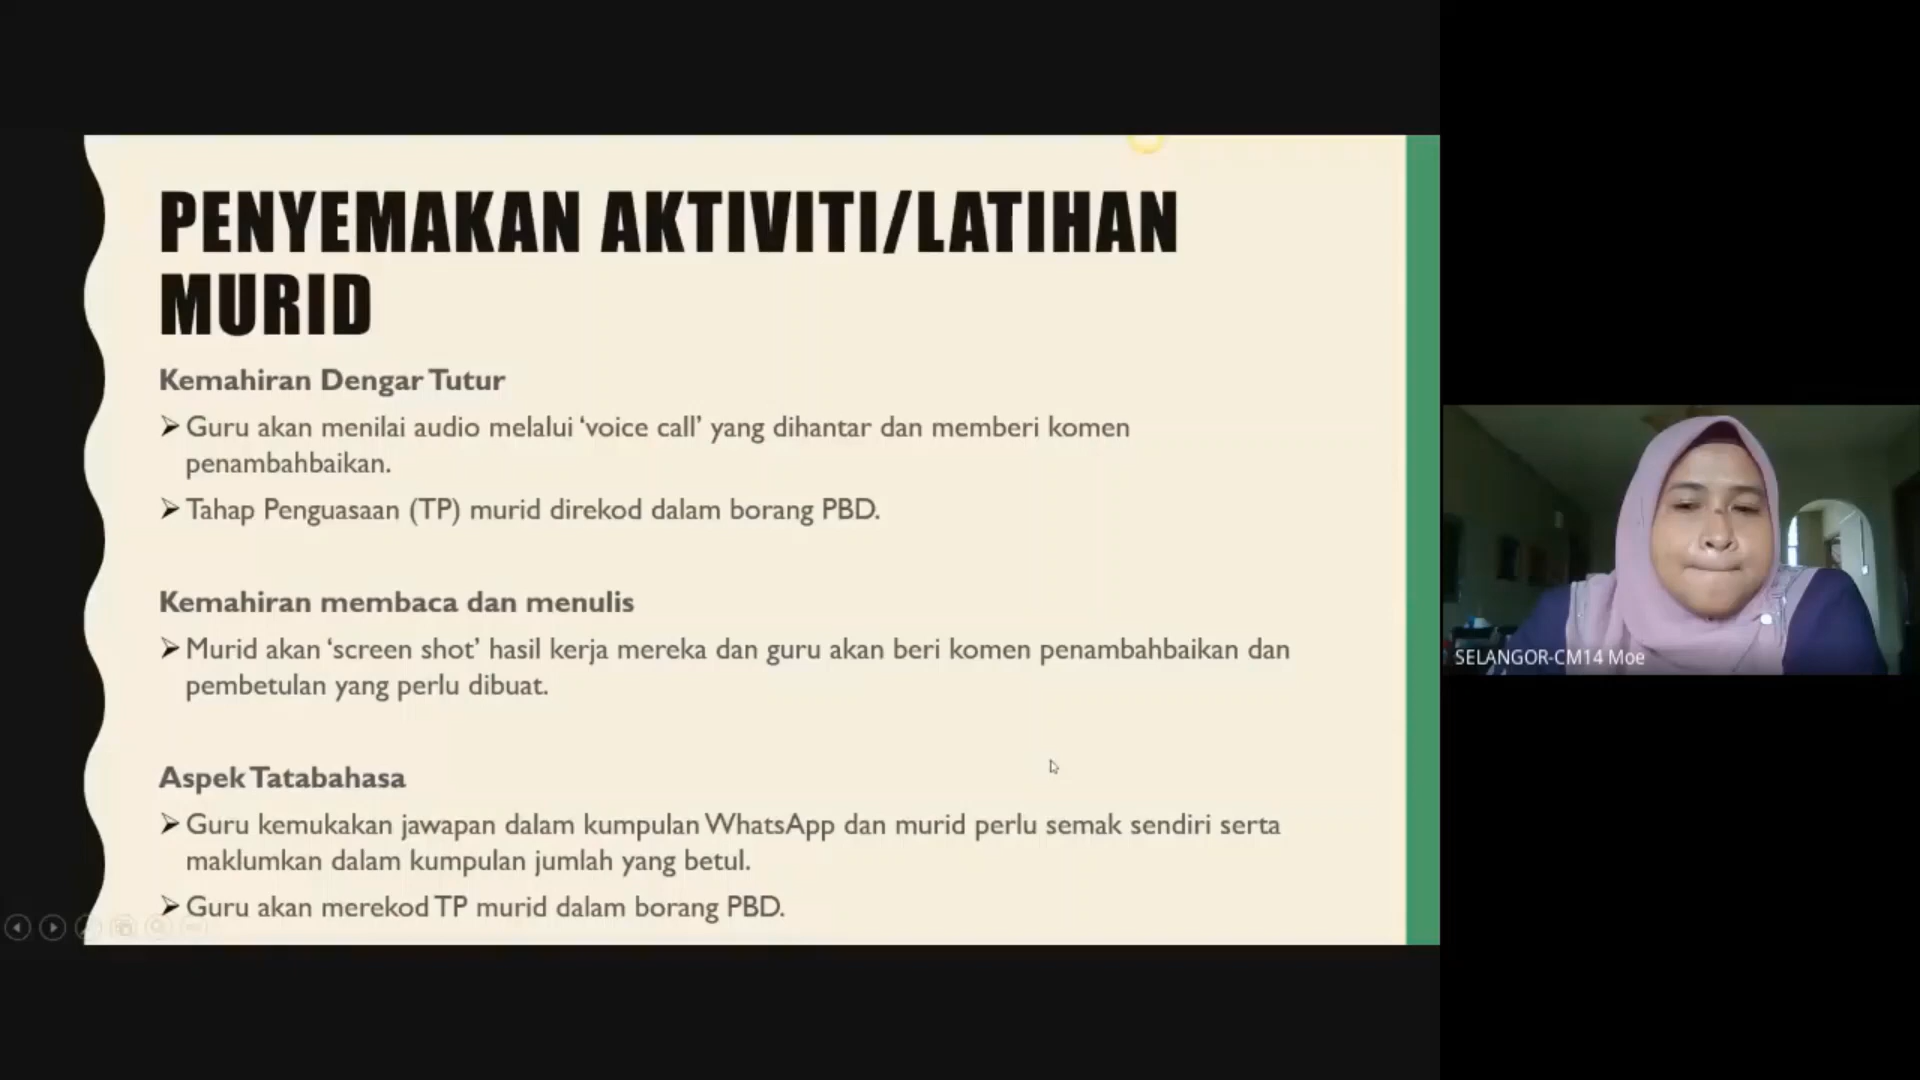 PENYEMAKAN AKTIVITI/LATIHAN
MURID
Kemahiran Dengar Tutur
Guru akan menilai audio melalui ‘voice call’ yang dihantar dan memberi komen
penambahbaikan.
Tahap Penguasaan (TP) murid direkod dalam borang PBD.
Kemahiran membaca dan menulis
Murid akan ‘screen shot’ hasil kerja mereka dan guru akan beri komen penambahbaikan dan
pembetulan yang perlu dibuat.
Aspek Tatabahasa
Guru kemukakan jawapan dalam kumpulan WhatsApp dan murid perlu semak sendiri serta
maklumkan dalam kumpulan jumlah yang betul.
Guru akan merekod TP murid dalam borang PBD.
SELANGOR-CM14 Moe